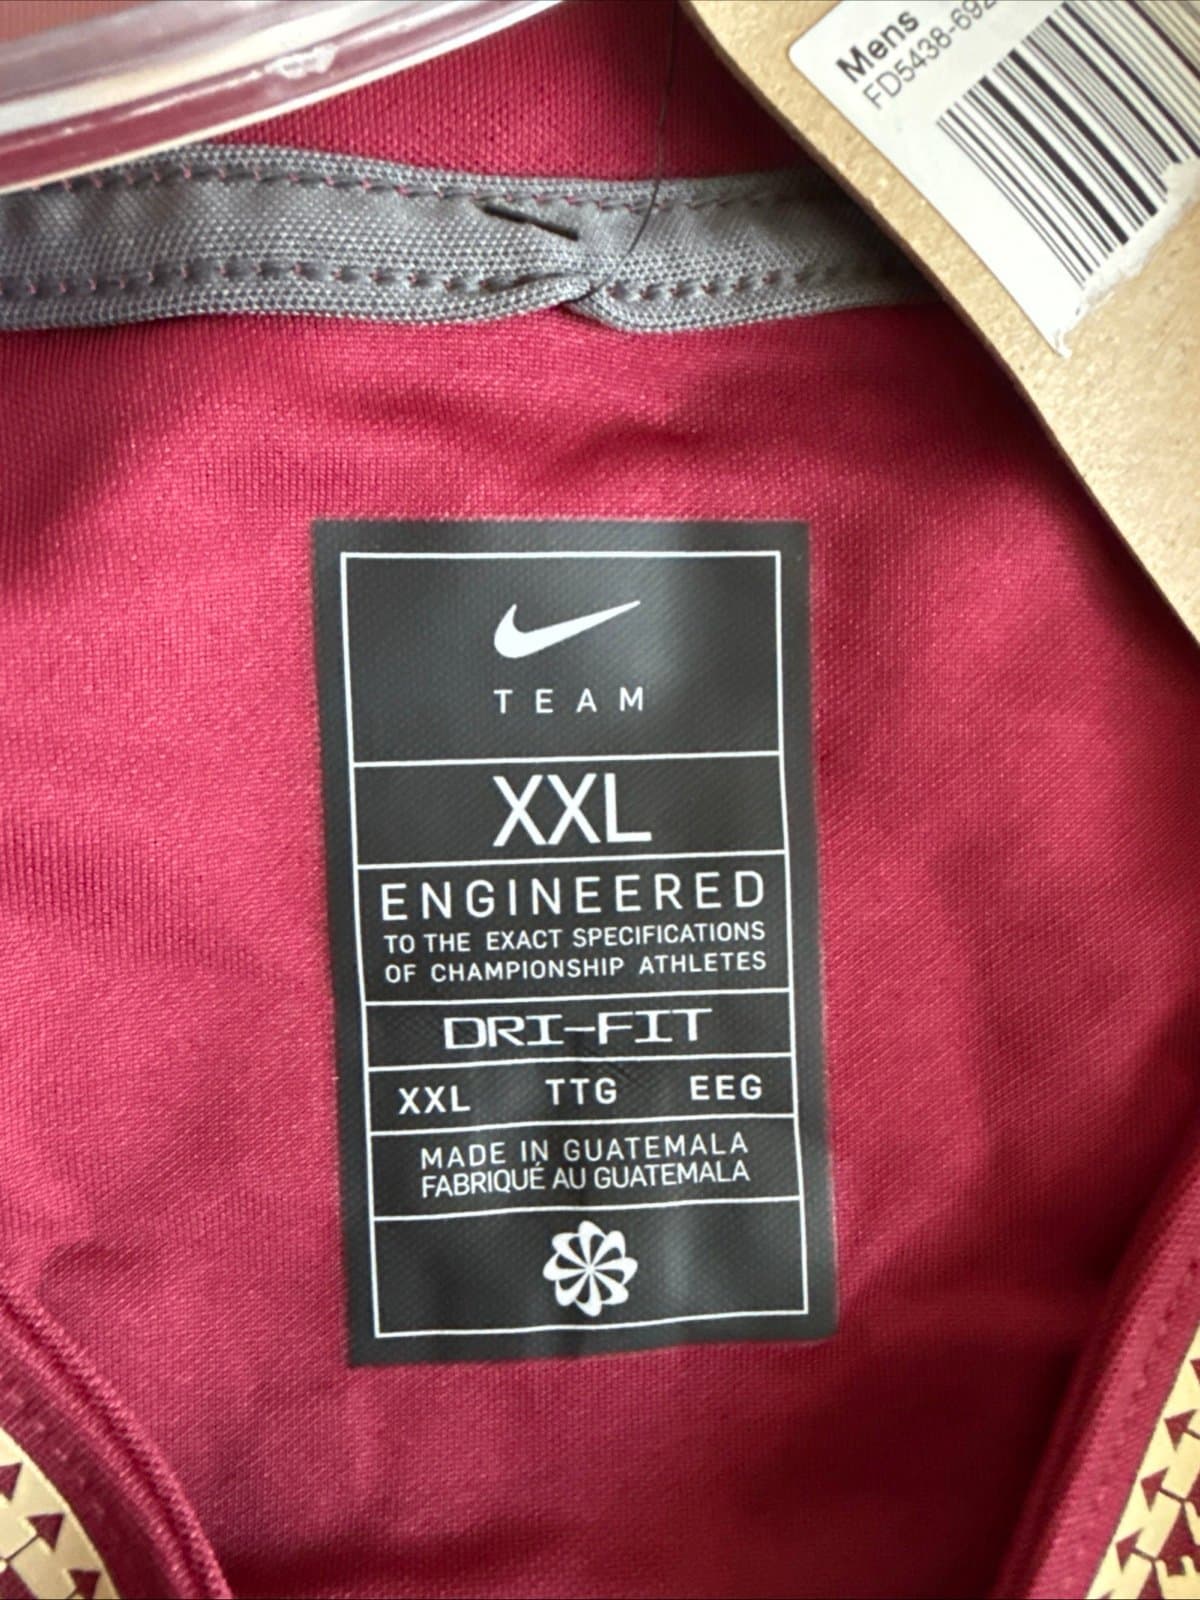 Mens
FD5438-692
TEAM
XXL
ENGINEERED
TO THE EXACT SPECIFICATIONS
OF CHAMPIONSHIP ATHLETES
DRI-FIT
XXL TTG EEG
MADE IN GUATEMALA
FABRIQUÉ AU GUATEMALA